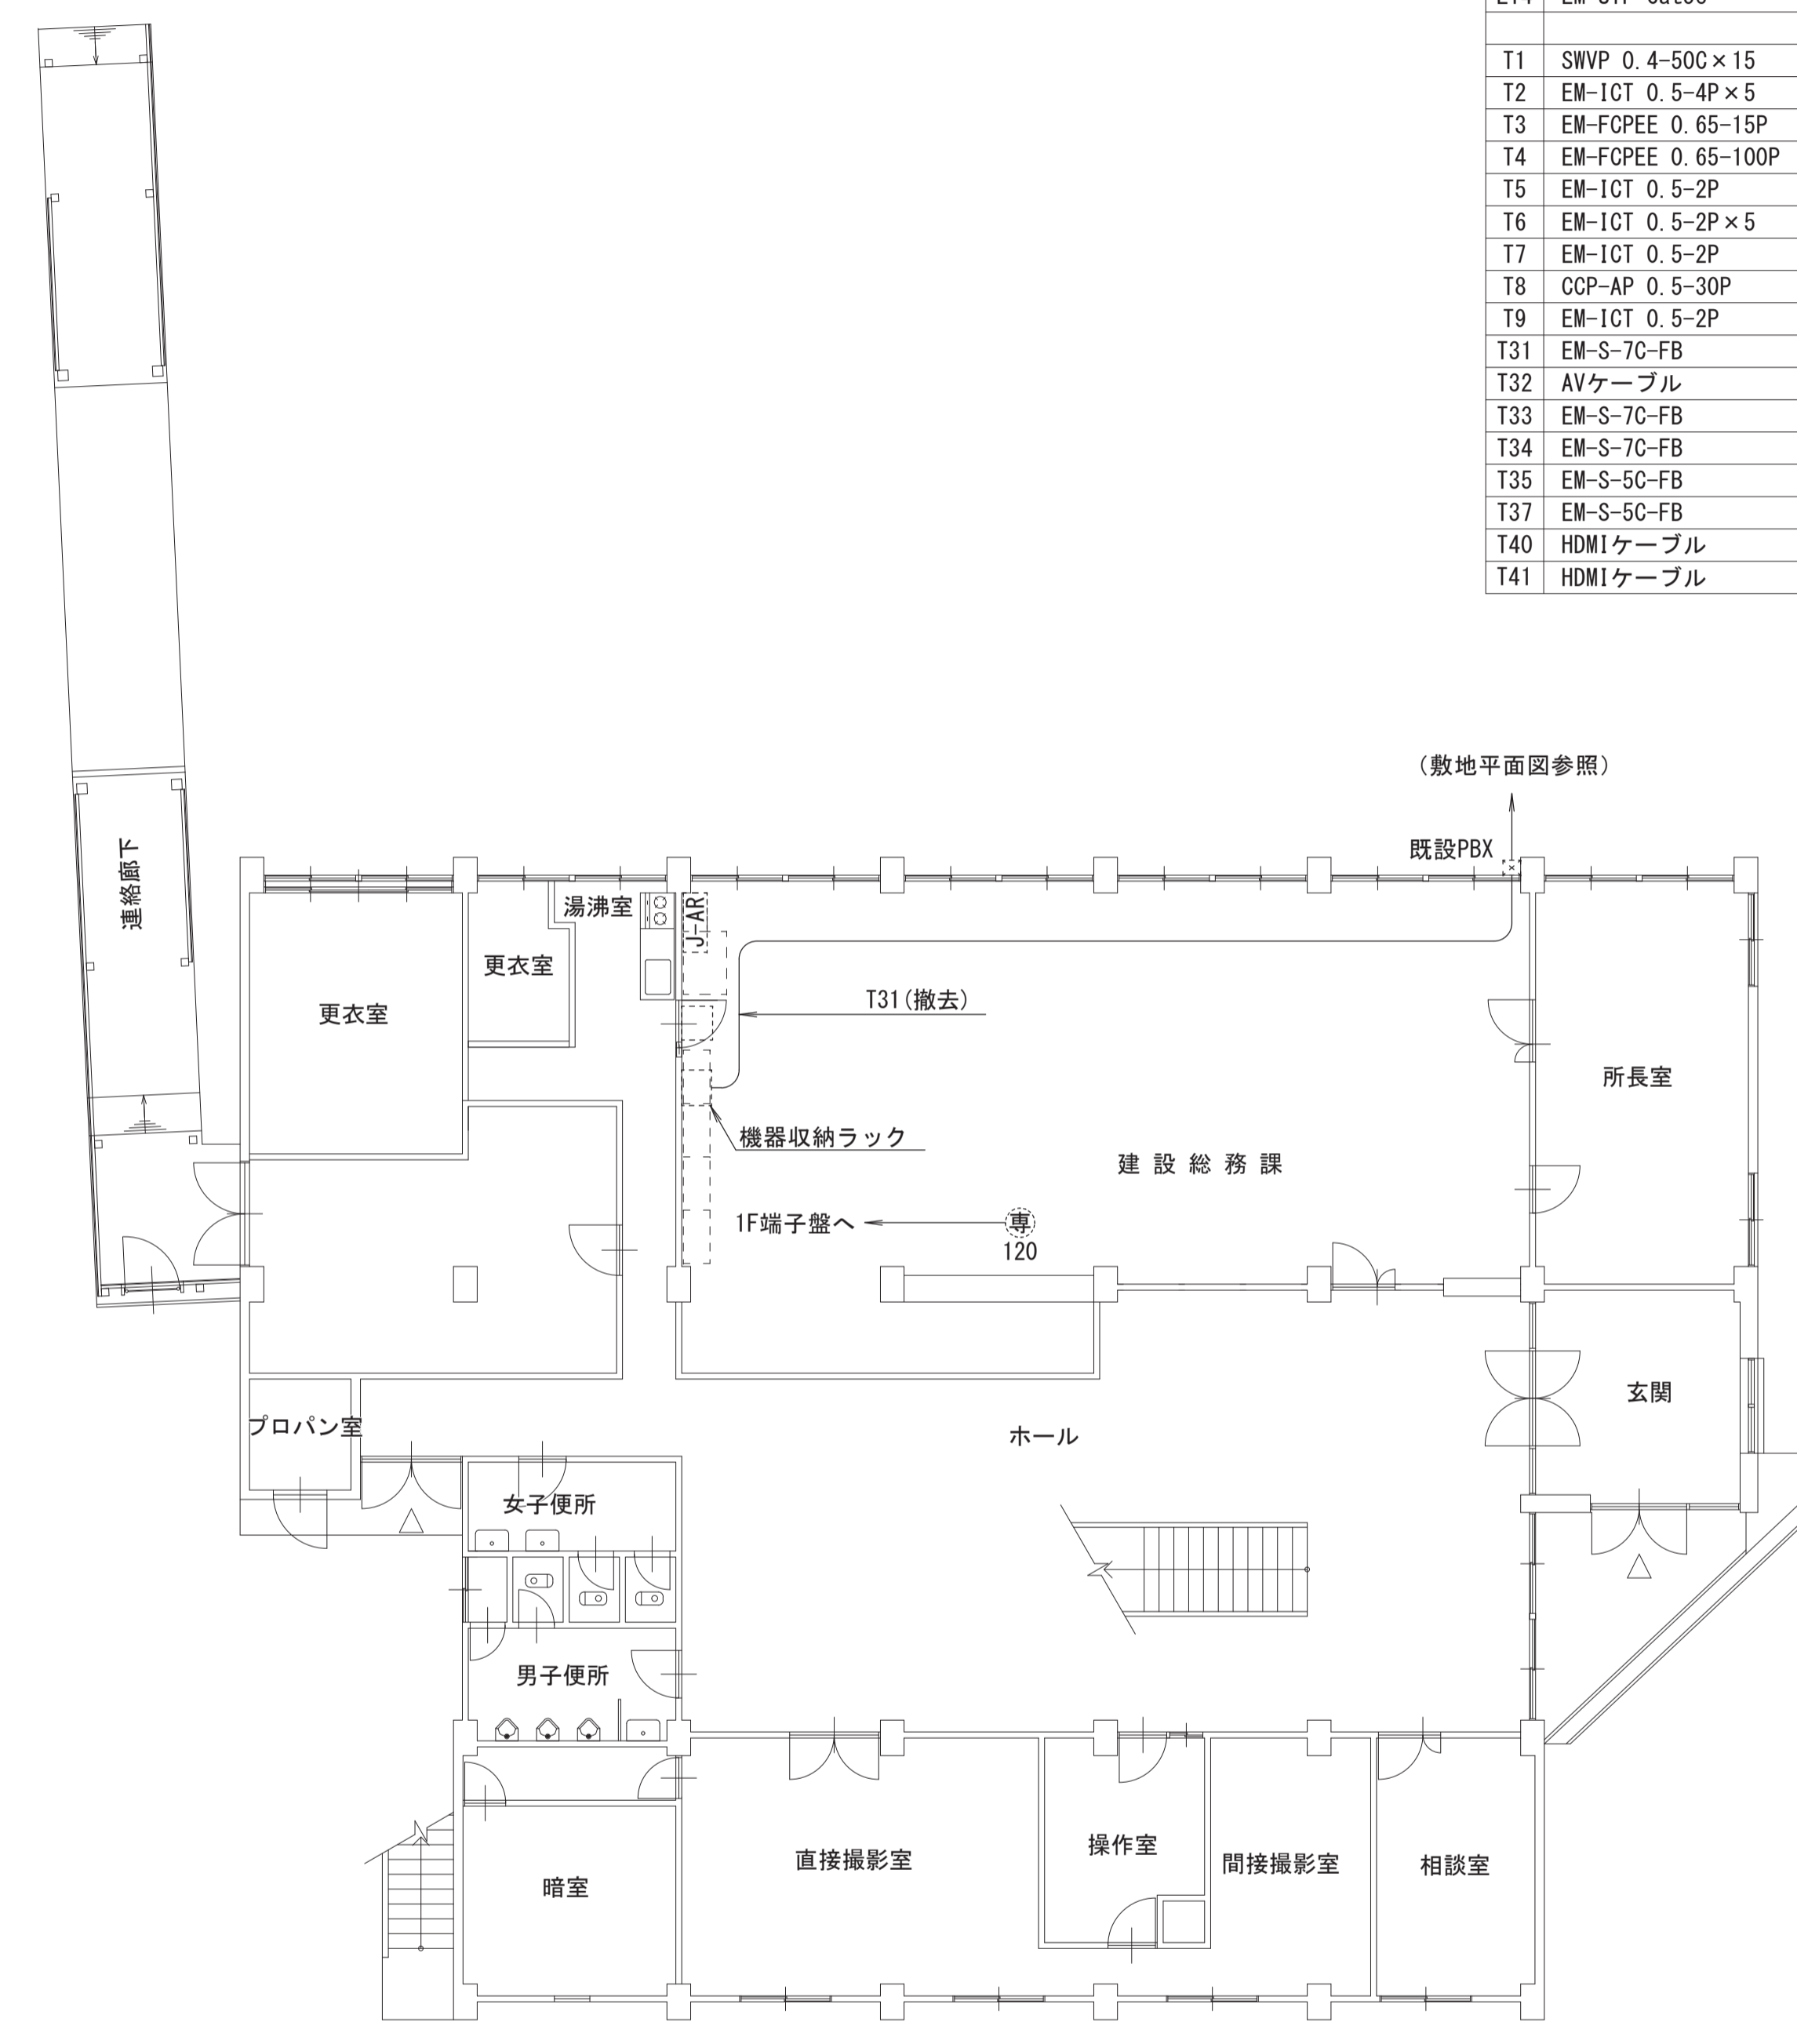 T1 SWVP 0.4-50C×15
T2 EM-ICT 0.5-4P×5
T3 EM-FCPEE 0.65-15P
T4 EM-FCPEE 0.65-100P
T5 EM-ICT 0.5-2P
T6 EM-ICT 0.5-2P×5
T7 EM-ICT 0.5-2P
T8 CCP-AP 0.5-30P
T9 EM-ICT 0.5-2P
T31 EM-S-7C-FB
T32 AVケーブル
T33 EM-S-7C-FB
T34 EM-S-7C-FB
T35 EM-S-5C-FB
T37 EM-S-5C-FB
T40 HDMIケーブル
T41 HDMIケーブル
(敷地平面図参照)
既設PBX
連絡廊下
湯沸室
J-AR
更衣室
更衣室
T31(撤去)
所長室
機器収納ラック
建設総務課
1F端子盤へ
専
120
玄関
プロパン室
ホール
女子便所
男子便所
直接撮影室
操作室
間接撮影室
相談室
暗室